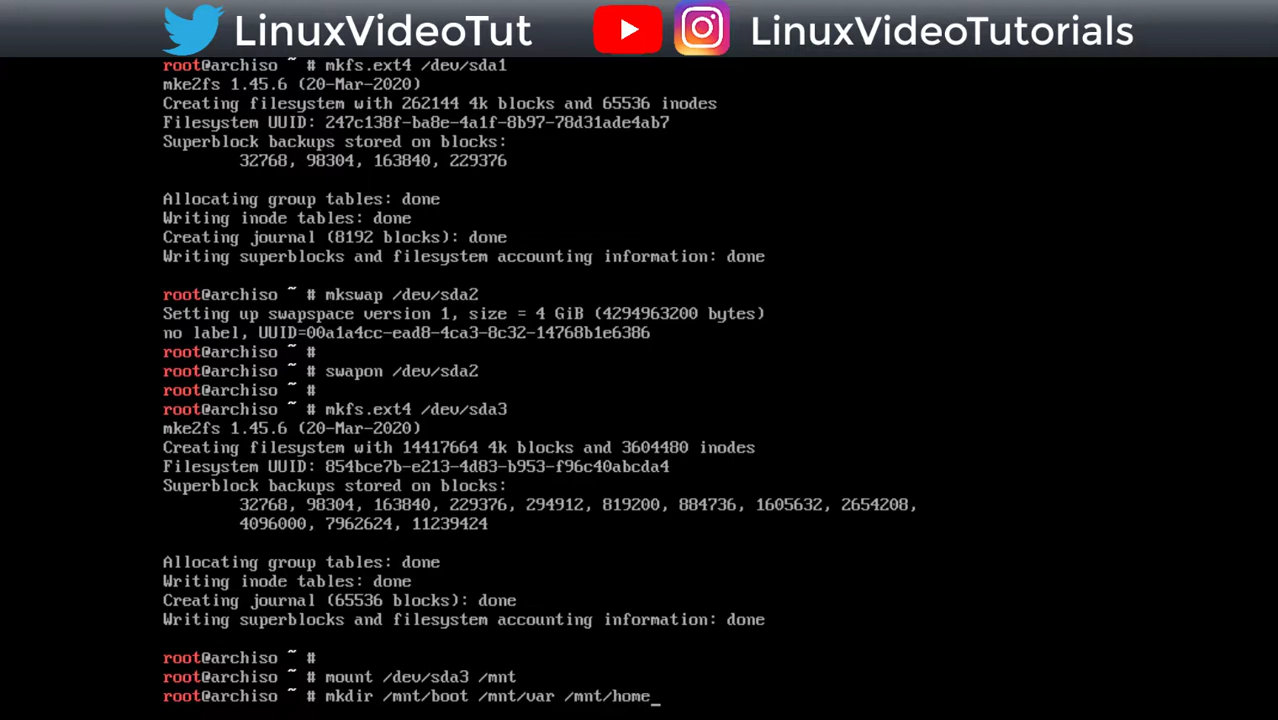 LinuxVideoTut LinuxVideoTutorials
root@archiso ~ # mkfs.ext4 /dev/sda1
mke2fs 1.45.6 (20-Mar-2020)
Creating filesystem with 262144 4k blocks and 65536 inodes
Filesystem UUID: 247c138f-ba8e-4a1f-8b97-78d31ade4ab7
Superblock backups stored on blocks:
32768, 98304, 163840, 229376
Allocating group tables: done
Writing inode tables: done
Creating journal (8192 blocks): done
Writing superblocks and filesystem accounting information: done
root@archiso ~ # mkswap /dev/sda2
Setting up swapspace version 1, size = 4 GiB (4294963200 bytes)
no label, UUID=00a1a4cc-ead8-4ca3-8c32-14768b1e6386
root@archiso ~ #
root@archiso ~ # swapon /dev/sda2
root@archiso ~ #
root@archiso ~ # mkfs.ext4 /dev/sda3
mke2fs 1.45.6 (20-Mar-2020)
Creating filesystem with 14417664 4k blocks and 3604480 inodes
Filesystem UUID: 854bce7b-e213-4d83-b953-f96c40abcda4
Superblock backups stored on blocks:
32768, 98304, 163840, 229376, 294912, 819200, 884736, 1605632, 2654208,
4096000, 7962624, 11239424
Allocating group tables: done
Writing inode tables: done
Creating journal (65536 blocks): done
Writing superblocks and filesystem accounting information: done
root@archiso ~ #
root@archiso ~ # mount /dev/sda3 /mnt
root@archiso ~ # mkdir /mnt/boot /mnt/var /mnt/home_